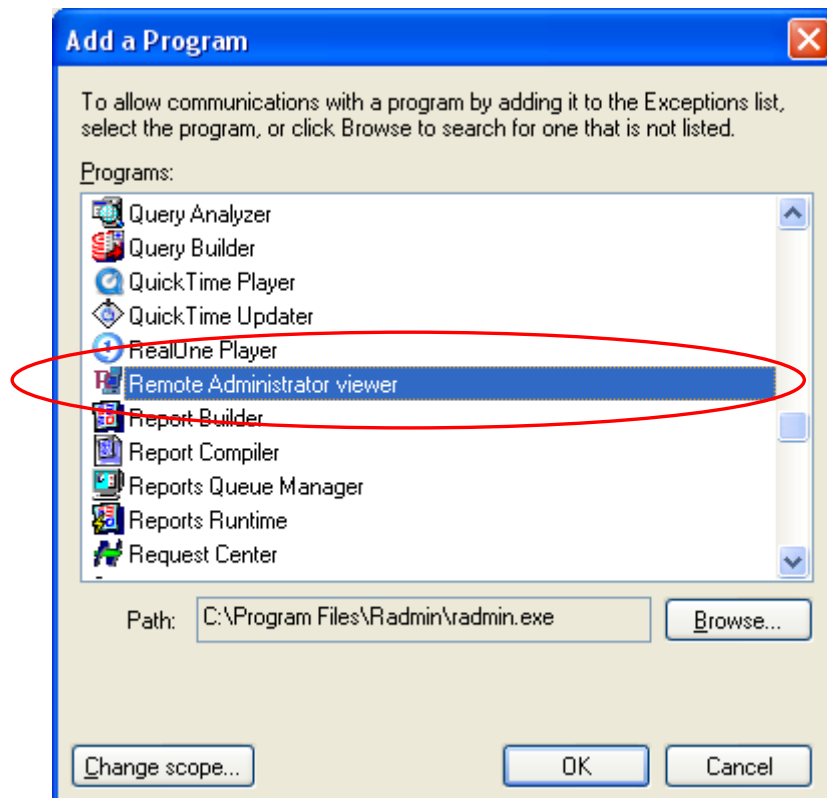 Add a Program
To allow communications with a program by adding it to the Exceptions list,
select the program, or click Browse to search for one that is not listed.
Programs:
Query Analyzer
Query Builder
QuickTime Player
QuickTime Updater
RealOne Player
Remote Administrator viewer
Report Builder
Report Compiler
Reports Queue Manager
Reports Runtime
Request Center
Path: C:\Program Files\Radmin\radmin.exe Browse...
Change scope... OK Cancel